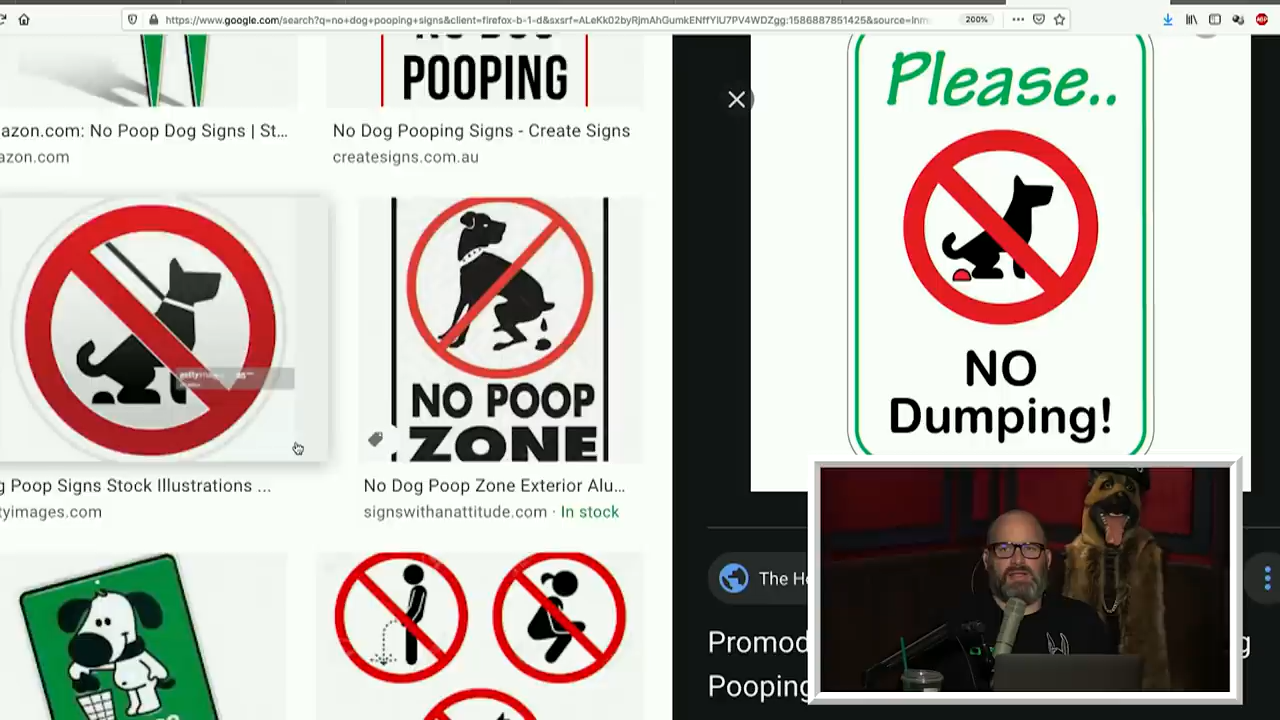 https://www.google.com/search?q=no+dog+pooping+signs&client=firefox-b-1-d&sxsrf=ALeKk02byRjmAhGumkENffYlU7PV4WDZgg:1586887851425&source=lnm
200%
POOPING
azon.com: No Poop Dog Signs | St...
azon.com
No Dog Pooping Signs - Create Signs
createsigns.com.au
NO POOP
ZONE
g Poop Signs Stock Illustrations ...
tyimages.com
No Dog Poop Zone Exterior Alu...
signswithanattitude.com · In stock
Please..
NO
Dumping!
The Ho
Promod
Pooping